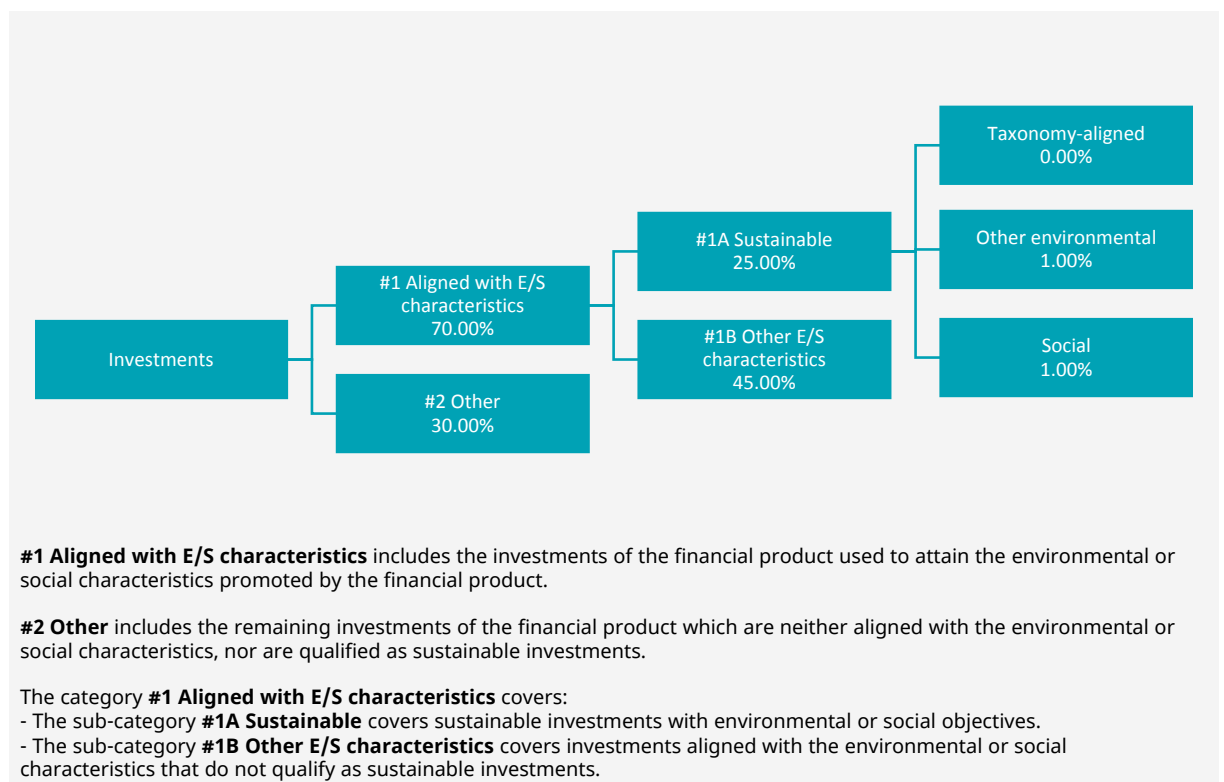 Taxonomy-aligned
0.00%
#1A Sustainable
25.00%
Other environmental
1.00%
#1 Aligned with E/S
characteristics
70.00%
Investments
#1B Other E/S
characteristics
45.00%
Social
1.00%
#2 Other
30.00%
#1 Aligned with E/S characteristics includes the investments of the financial product used to attain the environmental or
social characteristics promoted by the financial product.
#2 Other includes the remaining investments of the financial product which are neither aligned with the environmental or
social characteristics, nor are qualified as sustainable investments.
The category #1 Aligned with E/S characteristics covers:
- The sub-category #1A Sustainable covers sustainable investments with environmental or social objectives.
- The sub-category #1B Other E/S characteristics covers investments aligned with the environmental or social
characteristics that do not qualify as sustainable investments.